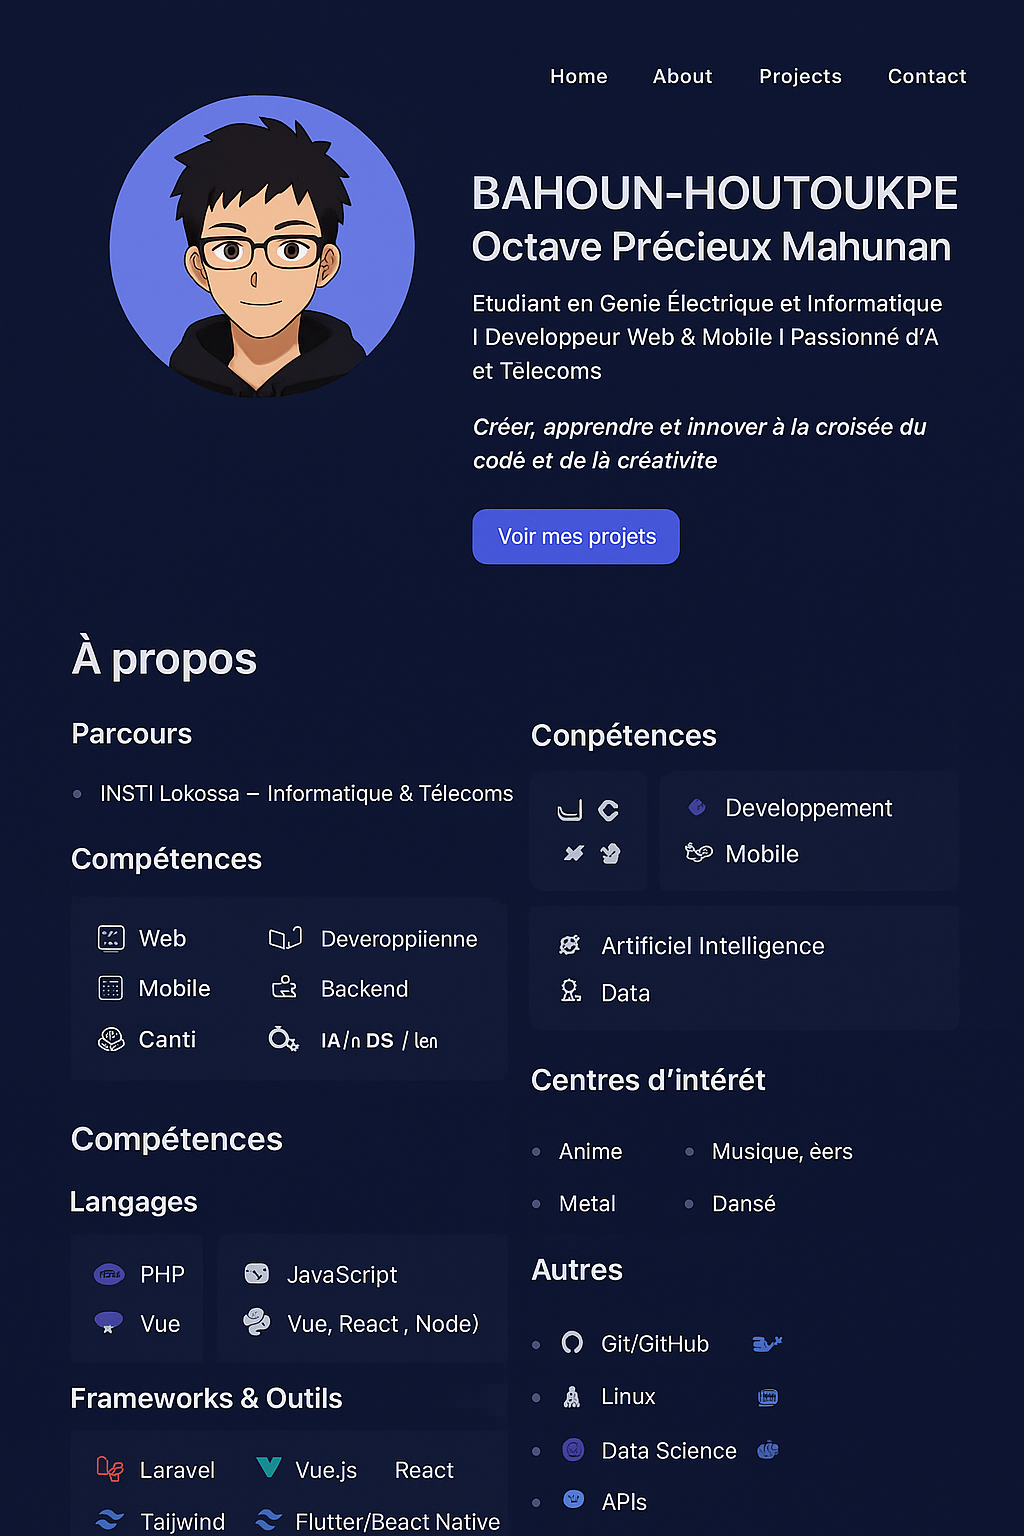 Home About Projects Contact
BAHOUN-HOUTOUKPE
Octave Précieux Mahunan
Etudiant en Genie Électrique et Informatique
I Developpeur Web & Mobile I Passionné d'A
et Tēlecoms
Créer, apprendre et innover à la croisée du
codé et de là créativite
Voir mes projets
À propos
Parcours
INSTI Lokossa – Informatique & Télecoms
Compétences
Web
Deveroppiienne
Mobile
Backend
Canti
IA/n DS / len
Conpétences
Developpement
Mobile
Artificiel Intelligence
Data
Centres d'intérét
Anime
Musique, èers
Metal
Dansé
Compétences
Langages
PHP
JavaScript
Vue
Vue, React , Node)
Frameworks & Outils
Laravel
Vue.js
React
Taijwind
Flutter/Beact Native
Autres
Git/GitHub
Linux
Data Science
APIs